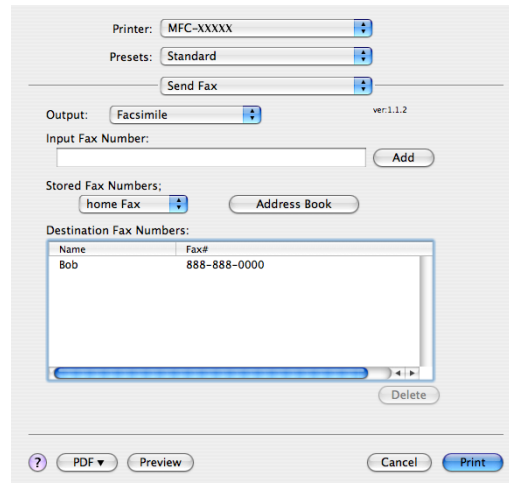 Printer: MFC-XXXXX
Presets: Standard
Send Fax
Output: Facsimile ver:1.1.2
Input Fax Number:
Add
Stored Fax Numbers;
home Fax Address Book
Destination Fax Numbers:
Name Fax#
Bob 888-888-0000
Delete
? PDF▼ Preview Cancel Print